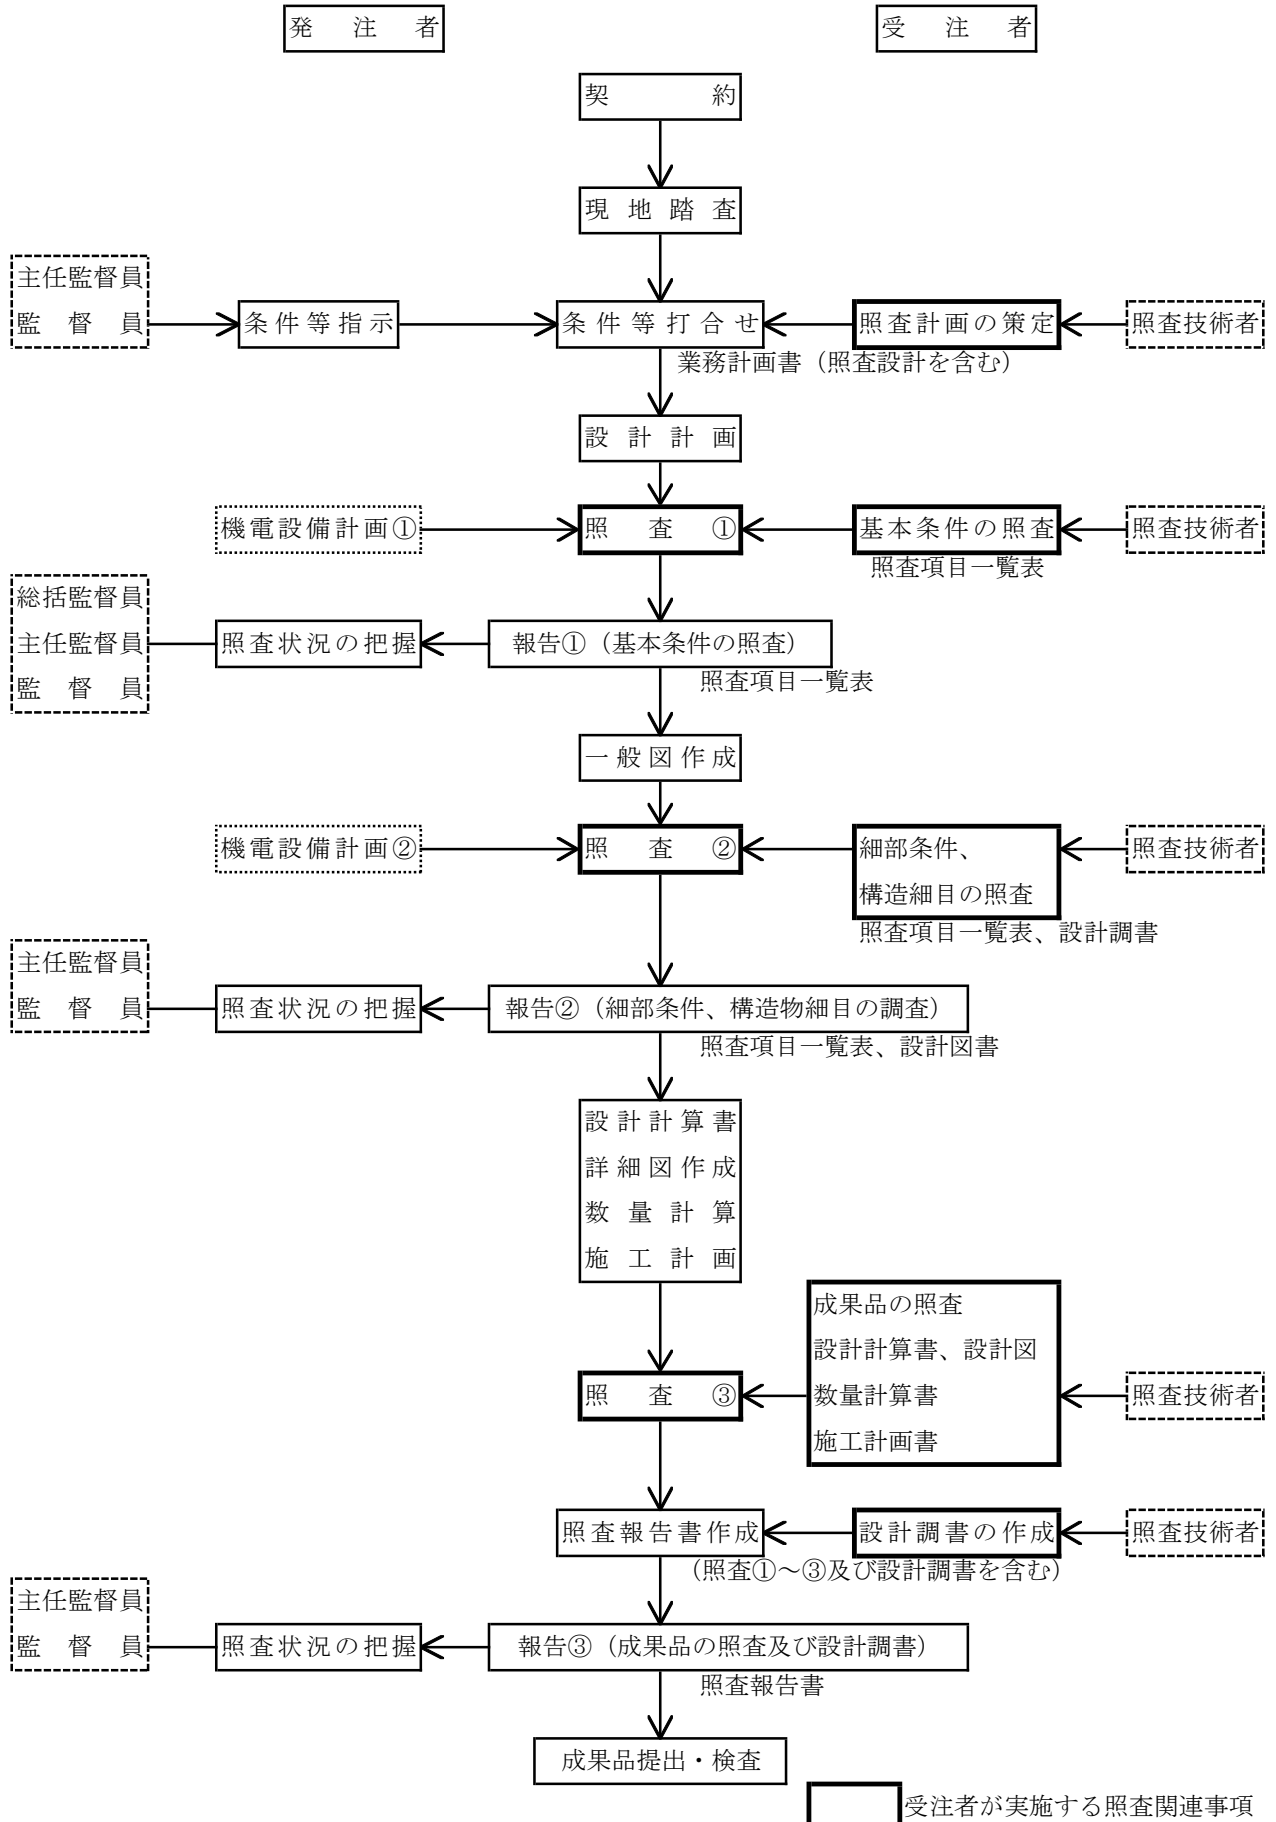 発注者
受注者
契約
現地踏査
主任監督員
監督員
条件等指示
条件等打合せ
照査計画の策定
照査技術者
業務計画書（照査設計を含む）
設計計画
機電設備計画①
照査①
基本条件の照査
照査技術者
照査項目一覧表
総括監督員
主任監督員
監督員
照査状況の把握
報告①（基本条件の照査）
照査項目一覧表
一般図作成
機電設備計画②
照査②
細部条件、
構造細目の照査
照査技術者
照査項目一覧表、設計調書
主任監督員
監督員
照査状況の把握
報告②（細部条件、構造物細目の調査）
照査項目一覧表、設計図書
設計計算書
詳細図作成
数量計算
施工計画
照査③
成果品の照査
設計計算書、設計図
数量計算書
施工計画書
照査技術者
照査報告書作成
設計調書の作成
照査技術者
（照査①～③及び設計調書を含む）
主任監督員
監督員
照査状況の把握
報告③（成果品の照査及び設計調書）
照査報告書
成果品提出・検査
受注者が実施する照査関連事項